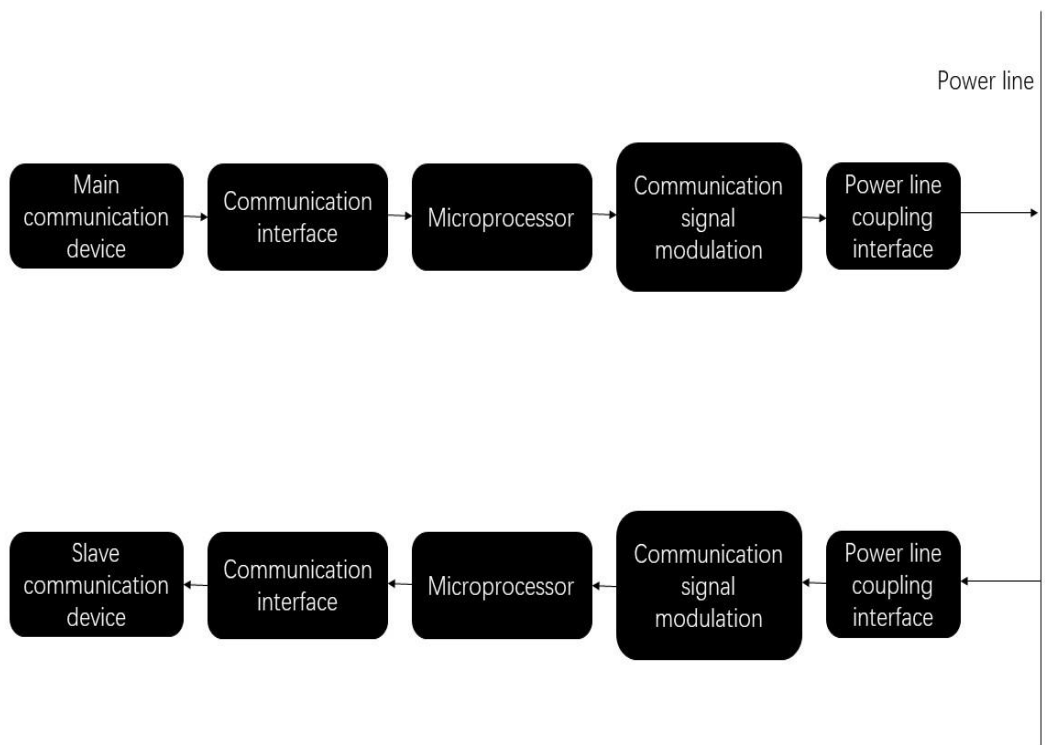 Power line
Main
communication
device
Communication
interface
Microprocessor
Communication
signal
modulation
Power line
coupling
interface
Slave
communication
device
Communication
interface
Microprocessor
Communication
signal
modulation
Power line
coupling
interface